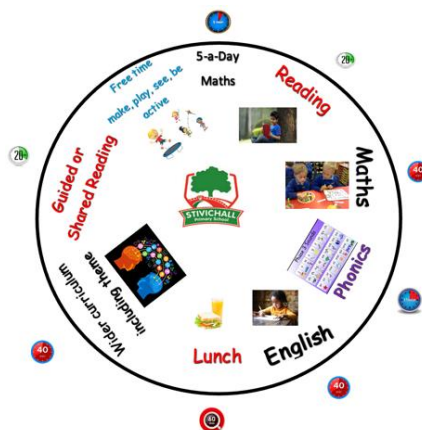 5-a-Day
Maths
Reading
Maths
Phonics
English
Lunch
Wider curriculum
including theme
Guided or
Shared Reading
Free time
make, play, see, be
active
STIVICHALL
Primary School
20
40
40
40
40
20